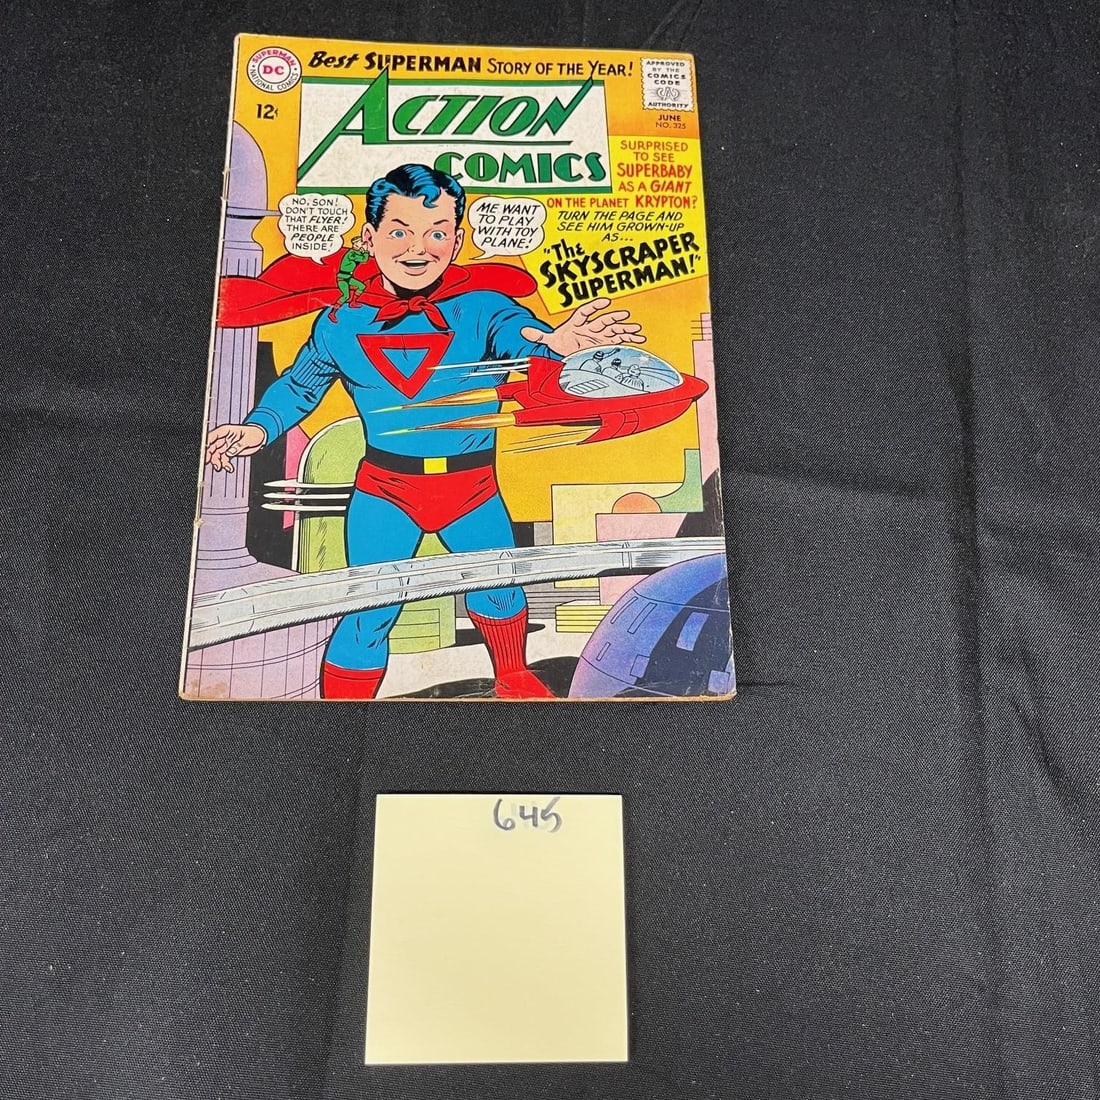 Best SUPERMAN STORY OF THE YEAR!
SUPERMAN
DC
NATIONAL COMICS
12¢
ACTION
COMICS
APPROVED
BY THE
COMICS
CODE
CA
AUTHORITY
JUNE
NO. 325
SURPRISED
TO SEE
SUPERBABY
AS A GIANT
ON THE PLANET KRYPTON?
TURN THE PAGE AND
SEE HIM GROWN-UP
AS...
"The
SKYSCRAPER
SUPERMAN!"
NO, SON!
DON'T TOUCH
THAT FLYER!
THERE ARE
PEOPLE
INSIDE!
ME WANT
TO PLAY
WITH TOY
PLANE!
645